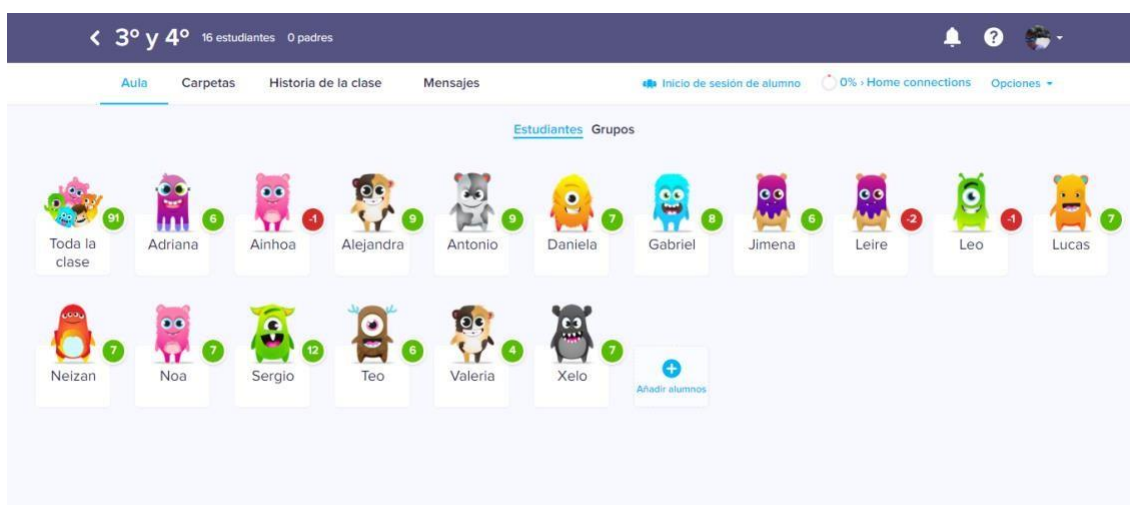 3º y 4º 16 estudiantes 0 padres
Aula Carpetas Historia de la clase Mensajes Inicio de sesión de alumno 0% › Home connections Opciones
Estudiantes Grupos
91 6 -1 9 9 7 8 6 -2 -1 7
Toda la clase Adriana Ainhoa Alejandra Antonio Daniela Gabriel Jimena Leire Leo Lucas
7 7 12 6 4 7
Neizan Noa Sergio Teo Valeria Xelo Añadir alumnos